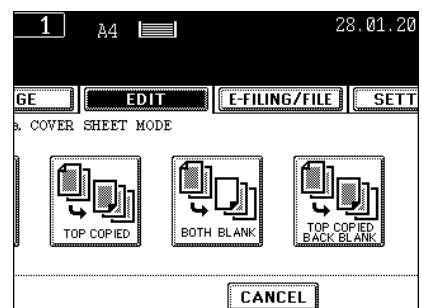 1 A4 28.01.20
GE EDIT E-FILING/FILE SETT
a COVER SHEET MODE
TOP COPIED BOTH BLANK TOP COPIED
BACK BLANK
CANCEL